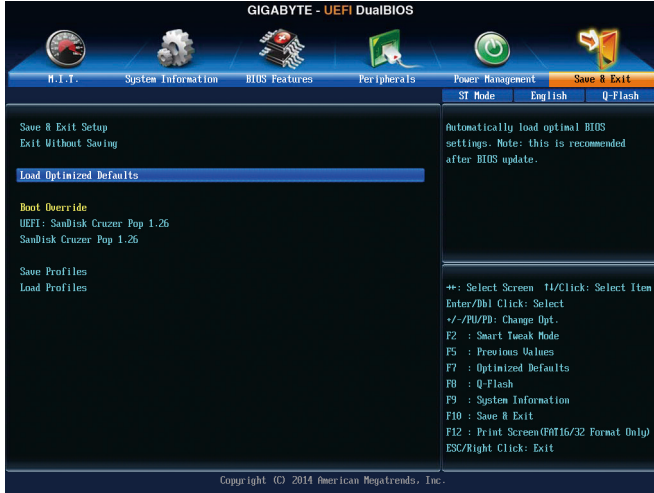 GIGABYTE - UEFI DualBIOS
M.I.T.
System Information
BIOS Features
Peripherals
Power Management
Save & Exit
ST Mode
English
Q-Flash
Save & Exit Setup
Exit Without Saving
Load Optimized Defaults
Boot Override
UEFI: SanDisk Cruzer Pop 1.26
SanDisk Cruzer Pop 1.26
Save Profiles
Load Profiles
Automatically load optimal BIOS
settings. Note: this is recommended
after BIOS update.
→←: Select Screen ↑↓/Click: Select Item
Enter/Dbl Click: Select
+/-/PU/PD: Change Opt.
F2 : Smart Tweak Mode
F5 : Previous Values
F7 : Optimized Defaults
F8 : Q-Flash
F9 : System Information
F10 : Save & Exit
F12 : Print Screen(FAT16/32 Format Only)
ESC/Right Click: Exit
Copyright (C) 2014 American Megatrends, Inc.